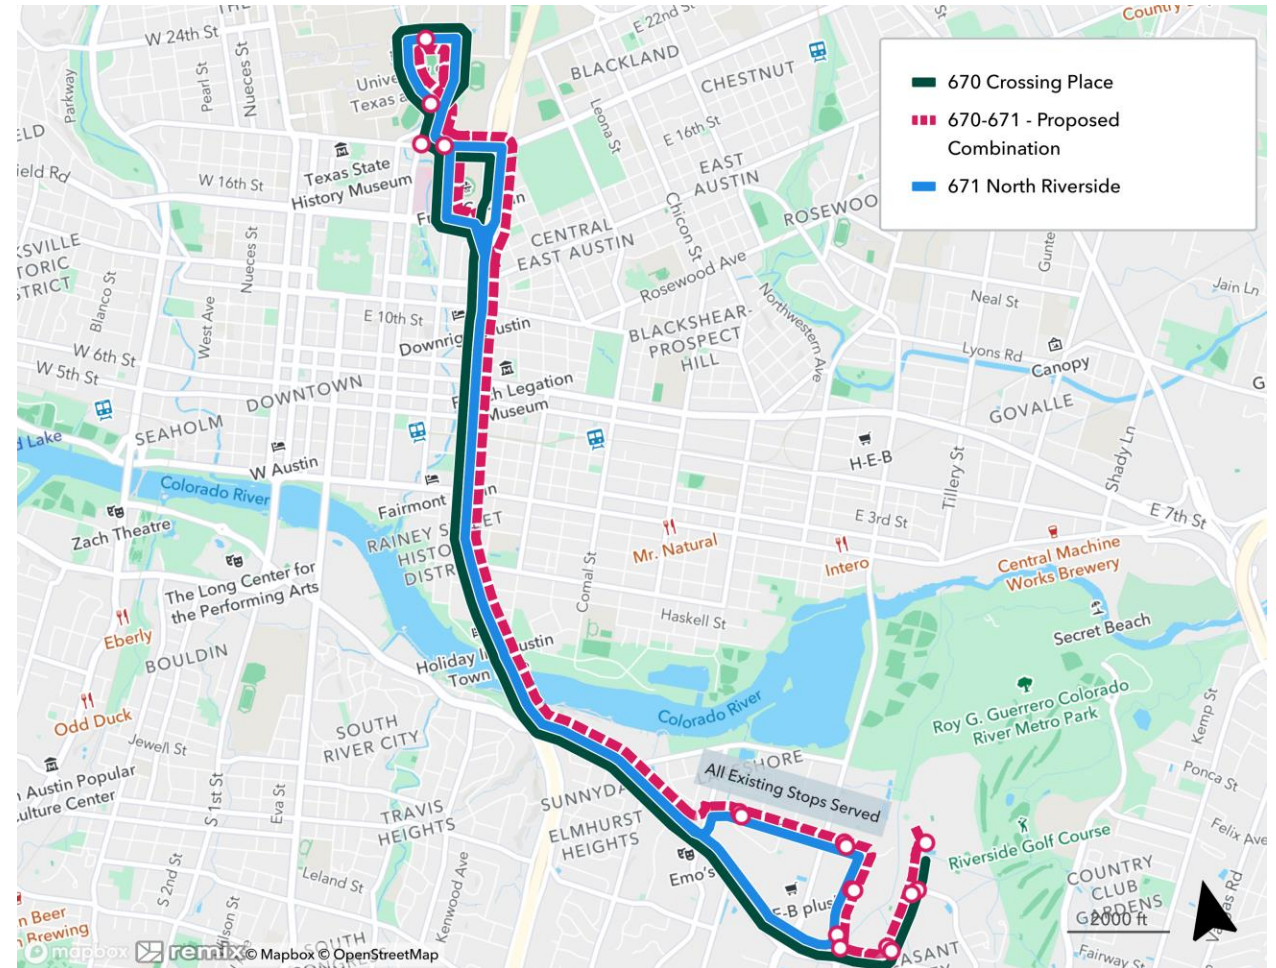 W 24th St
E 22nd St
Country
BLACKLAND
CHESTNUT
Parkway
Pearl St
Nueces St
Leona St
E 16th St
670 Crossing Place
670-671 - Proposed
Combination
671 North Riverside
Texas State
History Museum
W 16th St
EAST
AUSTIN
Chicon St
CENTRAL
EAST AUSTIN
Rosewood Ave
Nueces St
Blanco St
West Ave
E 10th St
W 6th St
W 5th St
DOWNTOWN
SEAHOLM
BLACKSHEAR-
PROSPECT
HILL
Northwestern Ave
Neal St
Jain Ln
Lyons Rd
Canopy
GOVALLE
Shady Ln
Tillery St
H-E-B
E 7th St
E 3rd St
W Austin
Colorado River
Zach Theatre
The Long Center for
the Performing Arts
Mr. Natural
Intero
Central Machine
Works Brewery
Secret Beach
Comal St
Haskell St
Eberly
BOULDIN
Odd Duck
Jewell St
SOUTH
RIVER CITY
Colorado River
Roy G. Guerrero Colorado
River Metro Park
Kemp St
Ponca St
Felix Ave
S 1st St
Eva St
TRAVIS
HEIGHTS
ELMHURST
HEIGHTS
All Existing Stops Served
Riverside Golf Course
Emo's
COUNTRY
CLUB
GARDENS
2000 ft
S 2nd St
Leland St
Kenwood Ave
Fairway St
mapbox remix © Mapbox © OpenStreetMap